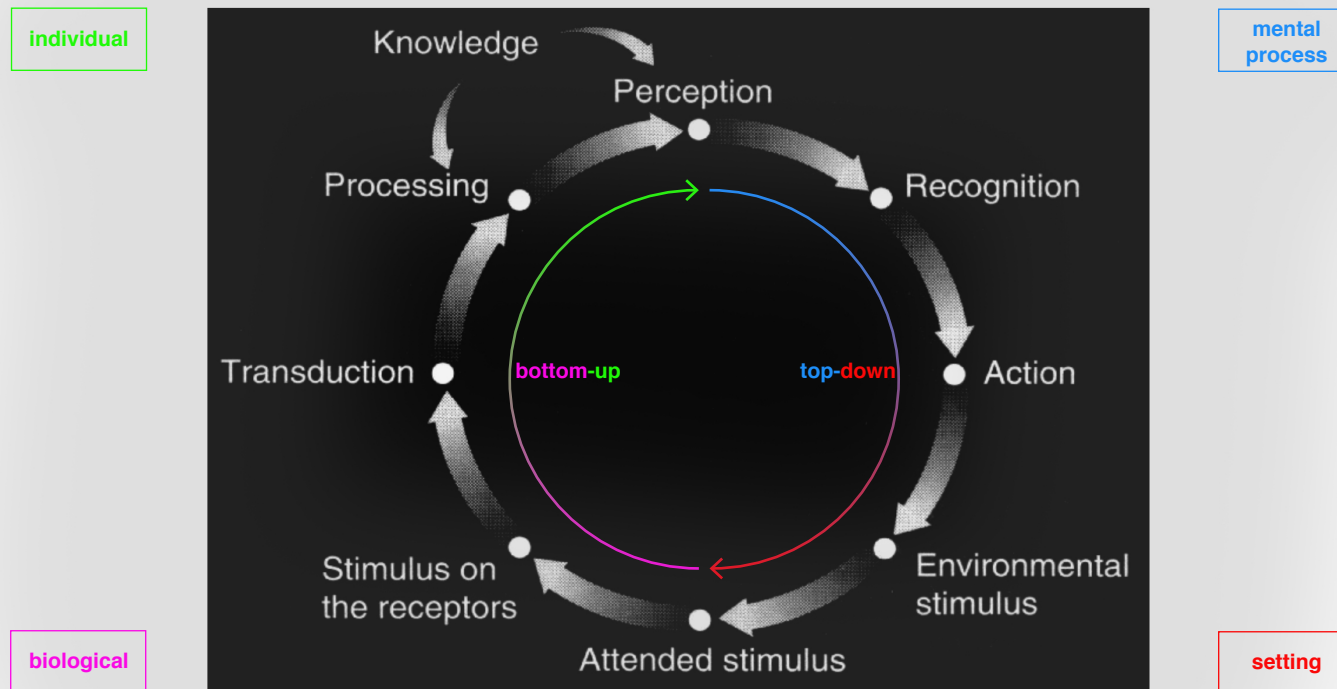 individual
mental
process
Knowledge
Perception
Processing
Recognition
Transduction
bottom-up
top-down
Action
Stimulus on
the receptors
Environmental
stimulus
Attended stimulus
biological
setting